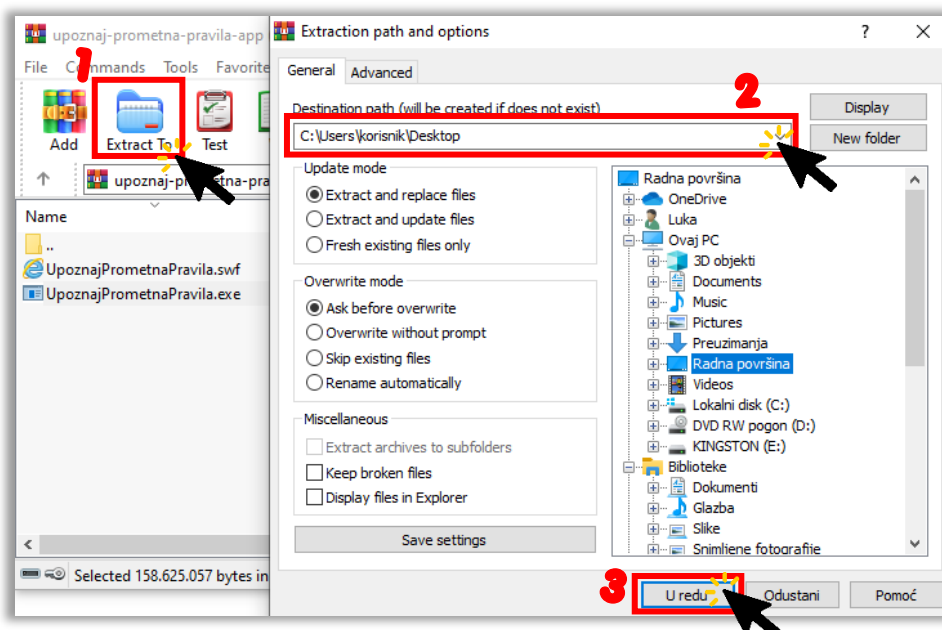 upoznaj-prometna-pravila-app
File Commands Tools Favorite
1
Add
Extract To
Test
upoznaj-prometna-pra
Name
..
UpoznajPrometnaPravila.swf
UpoznajPrometnaPravila.exe
Selected 158.625.057 bytes in
Extraction path and options
General
Advanced
2
Destination path (will be created if does not exist)
C:\Users\korisnik\Desktop
Display
New folder
Update mode
Extract and replace files
Extract and update files
Fresh existing files only
Overwrite mode
Ask before overwrite
Overwrite without prompt
Skip existing files
Rename automatically
Miscellaneous
Extract archives to subfolders
Keep broken files
Display files in Explorer
Save settings
Radna površina
OneDrive
Luka
Ovaj PC
3D objekti
Documents
Music
Pictures
Preuzimanja
Radna površina
Videos
Lokalni disk (C:)
DVD RW pogon (D:)
KINGSTON (E:)
Biblioteke
Dokumenti
Glazba
Slike
Snimljene fotografije
3
U redu
Odustani
Pomoć